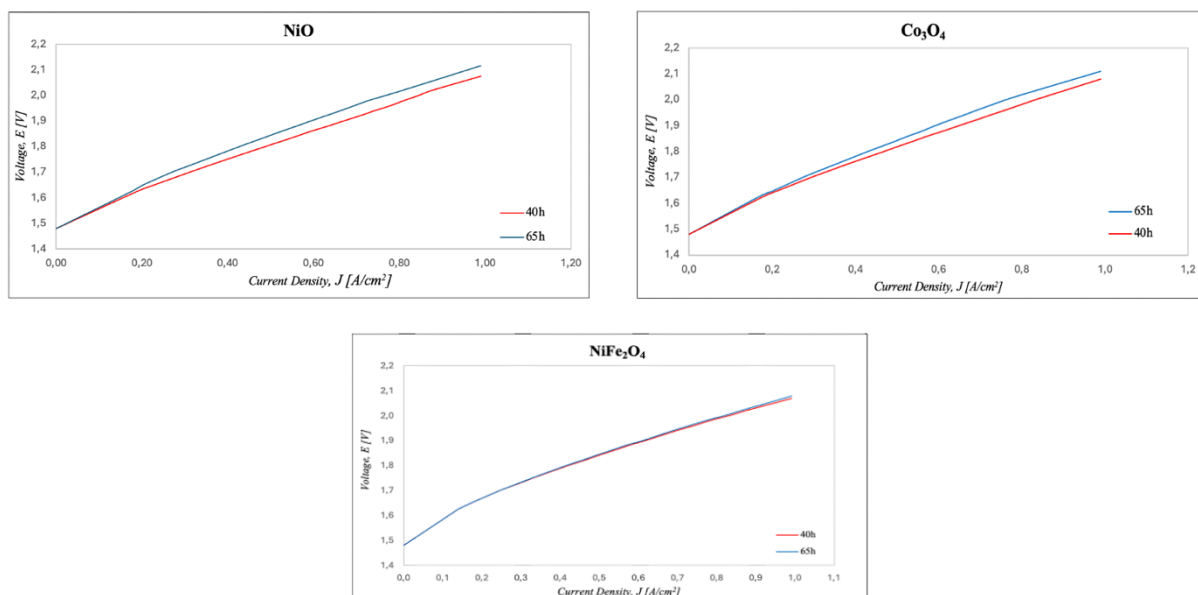 NiO
2,2
2,1
2,0
1,9
1,8
1,7
1,6
1,5
1,4
Voltage, E [V]
40h
65h
0,00 0,20 0,40 0,60 0,80 1,00 1,20
Current Density, J [A/cm²]
Co₃O₄
2,2
2,1
2,0
1,9
1,8
1,7
1,6
1,5
1,4
Voltage, E [V]
65h
40h
0,0 0,2 0,4 0,6 0,8 1,0 1,2
Current Density, J [A/cm²]
NiFe₂O₄
2,2
2,1
2,0
1,9
1,8
1,7
1,6
1,5
1,4
Voltage, E [V]
40h
65h
0,0 0,1 0,2 0,3 0,4 0,5 0,6 0,7 0,8 0,9 1,0 1,1
Current Density, J [A/cm²]